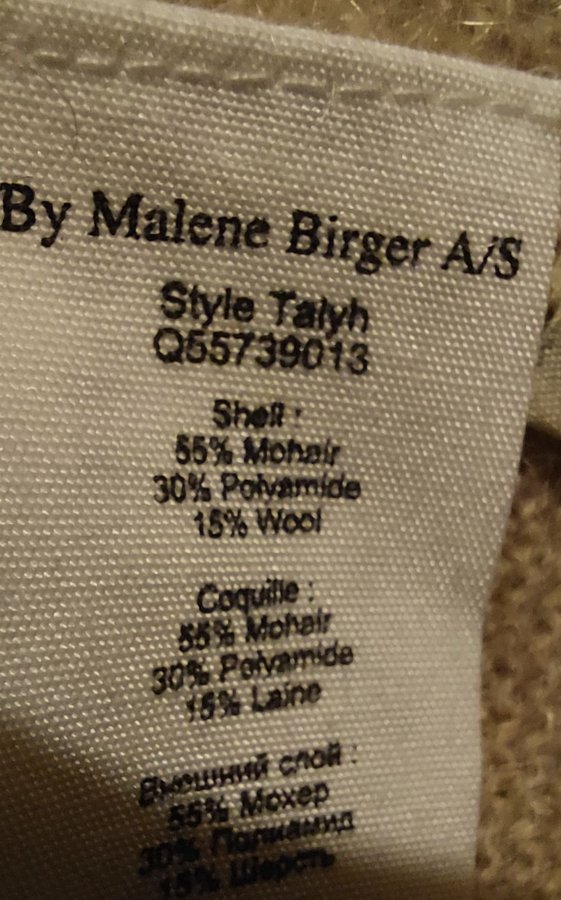 By Malene Birger A/S
Style Talyh
Q55739013
Shell :
55% Mohair
30% Polyamide
15% Wool
Coquille :
55% Mohair
30% Polyamide
15% Laine
Внешний слой :
55% Мохер
30% Полиамид
15% Шерсть